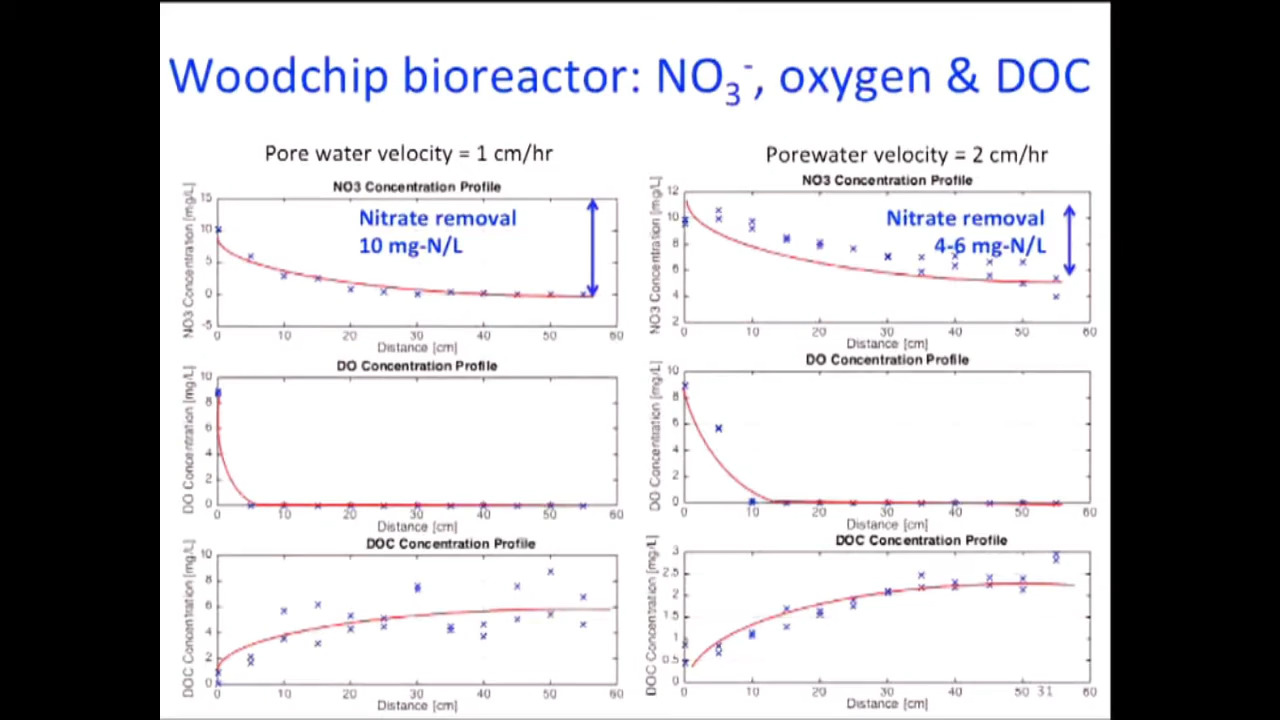 Woodchip bioreactor: NO3-, oxygen & DOC
Pore water velocity = 1 cm/hr
NO3 Concentration Profile
NO3 Concentration [mg/L]
15
10
5
0
-5
Nitrate removal
10 mg-N/L
0 10 20 30 40 50 60
Distance [cm]
DO Concentration Profile
DO Concentration [mg/L]
10
8
6
4
2
0
0 10 20 30 40 50 60
Distance [cm]
DOC Concentration Profile
DOC Concentration [mg/L]
10
8
6
4
2
0
0 10 20 30 40 50 60
Distance [cm]
Porewater velocity = 2 cm/hr
NO3 Concentration Profile
NO3 Concentration [mg/L]
12
10
8
6
4
2
Nitrate removal
4-6 mg-N/L
0 10 20 30 40 50 60
Distance [cm]
DO Concentration Profile
DO Concentration [mg/L]
10
8
6
4
2
0
0 10 20 30 40 50 60
Distance [cm]
DOC Concentration Profile
DOC Concentration [mg/L]
3
2.5
2
1.5
1
0.5
0
0 10 20 30 40 50 60
Distance [cm]
31